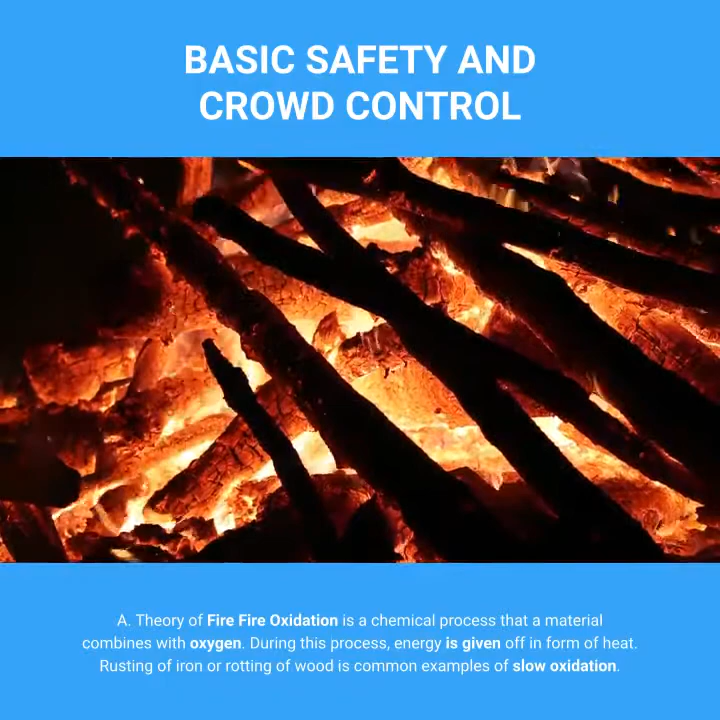 BASIC SAFETY AND
CROWD CONTROL
A. Theory of Fire Fire Oxidation is a chemical process that a material
combines with oxygen. During this process, energy is given off in form of heat.
Rusting of iron or rotting of wood is common examples of slow oxidation.